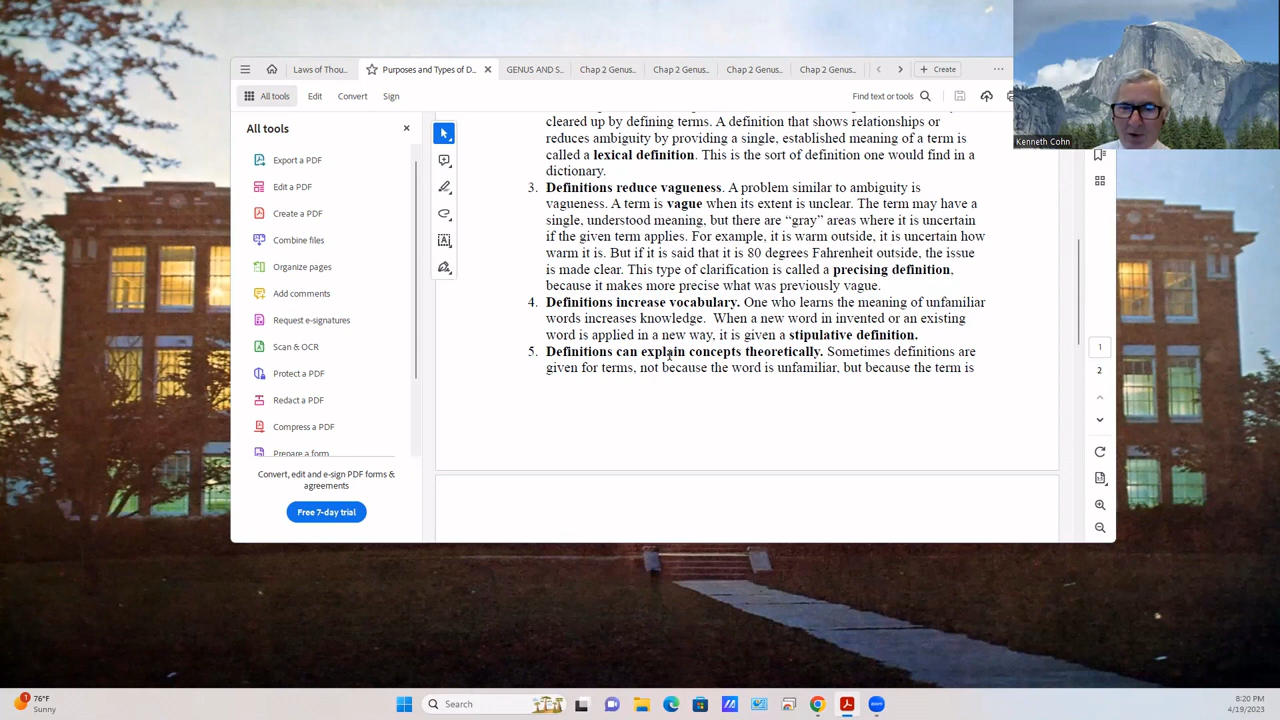 Laws of Thou...
Purposes and Types of D...
GENUS AND S...
Chap 2 Genus...
Chap 2 Genus...
Chap 2 Genus...
Chap 2 Genus...
Create
All tools
Edit
Convert
Sign
Find text or tools
Kenneth Cohn
All tools
Export a PDF
Edit a PDF
Create a PDF
Combine files
Organize pages
Add comments
Request e-signatures
Scan & OCR
Protect a PDF
Redact a PDF
Compress a PDF
Prepare a form
Convert, edit and e-sign PDF forms &
agreements
Free 7-day trial
cleared up by defining terms. A definition that shows relationships or
reduces ambiguity by providing a single, established meaning of a term is
called a lexical definition. This is the sort of definition one would find in a
dictionary.
3. Definitions reduce vagueness. A problem similar to ambiguity is
vagueness. A term is vague when its extent is unclear. The term may have a
single, understood meaning, but there are “gray” areas where it is uncertain
if the given term applies. For example, it is warm outside, it is uncertain how
warm it is. But if it is said that it is 80 degrees Fahrenheit outside, the issue
is made clear. This type of clarification is called a precising definition,
because it makes more precise what was previously vague.
4. Definitions increase vocabulary. One who learns the meaning of unfamiliar
words increases knowledge. When a new word in invented or an existing
word is applied in a new way, it is given a stipulative definition.
5. Definitions can explain concepts theoretically. Sometimes definitions are
given for terms, not because the word is unfamiliar, but because the term is
1
2
1
76°F
Sunny
Search
zoom
8:20 PM
4/19/2023